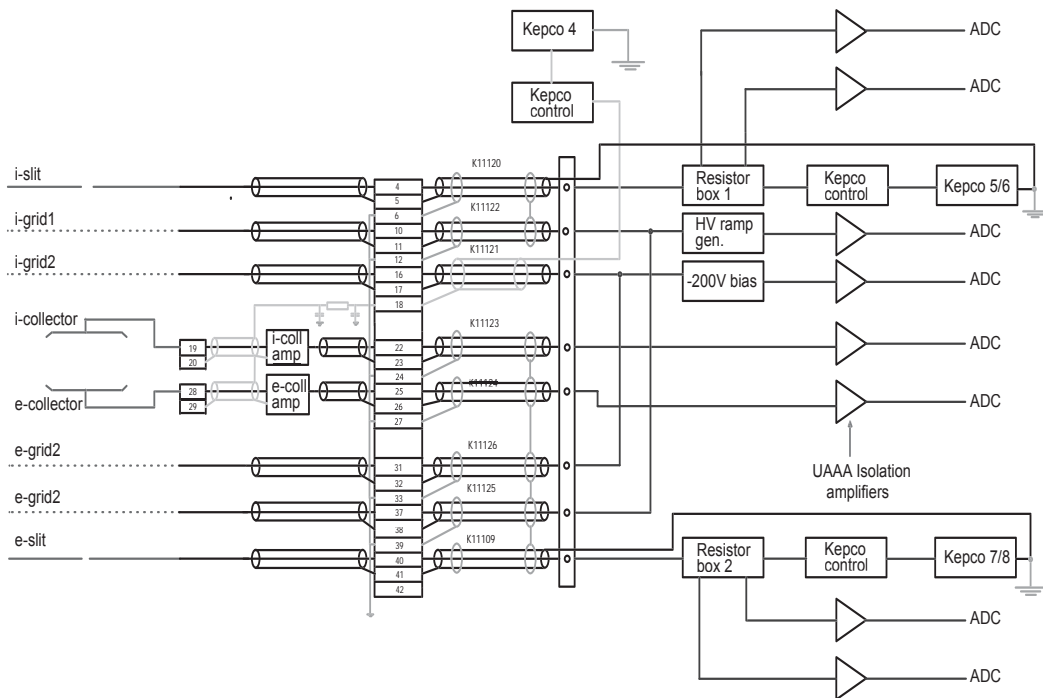 Kepco 4
Kepco
control
ADC
ADC
i-slit
i-grid1
i-grid2
i-collector
e-collector
e-grid2
e-grid2
e-slit
19
20
28
29
i-coll
amp
e-coll
amp
4
5
6
10
11
12
16
17
18
22
23
24
25
26
27
31
32
33
37
38
39
40
41
42
K11120
K11122
K11121
K11123
K11124
K11126
K11125
K11109
Resistor
box 1
Kepco
control
Kepco 5/6
HV ramp
gen.
ADC
-200V bias
ADC
ADC
ADC
UAAA Isolation
amplifiers
Resistor
box 2
Kepco
control
Kepco 7/8
ADC
ADC